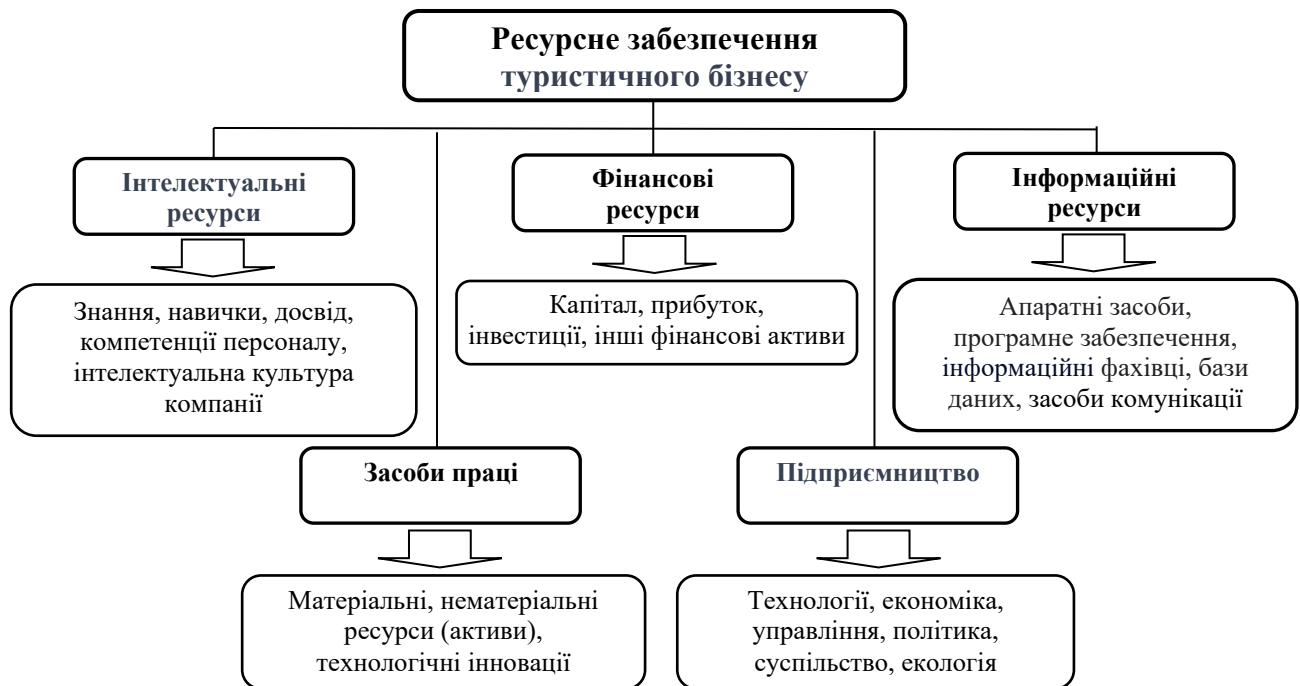 Ресурсне забезпечення
туристичного бізнесу
Інтелектуальні
ресурси
Фінансові
ресурси
Інформаційні
ресурси
Знання, навички, досвід,
компетенції персоналу,
інтелектуальна культура
компанії
Капітал, прибуток,
інвестиції, інші фінансові активи
Апаратні засоби,
програмне забезпечення,
інформаційні фахівці, бази
даних, засоби комунікації
Засоби праці
Підприємництво
Матеріальні, нематеріальні
ресурси (активи),
технологічні інновації
Технології, економіка,
управління, політика,
суспільство, екологія